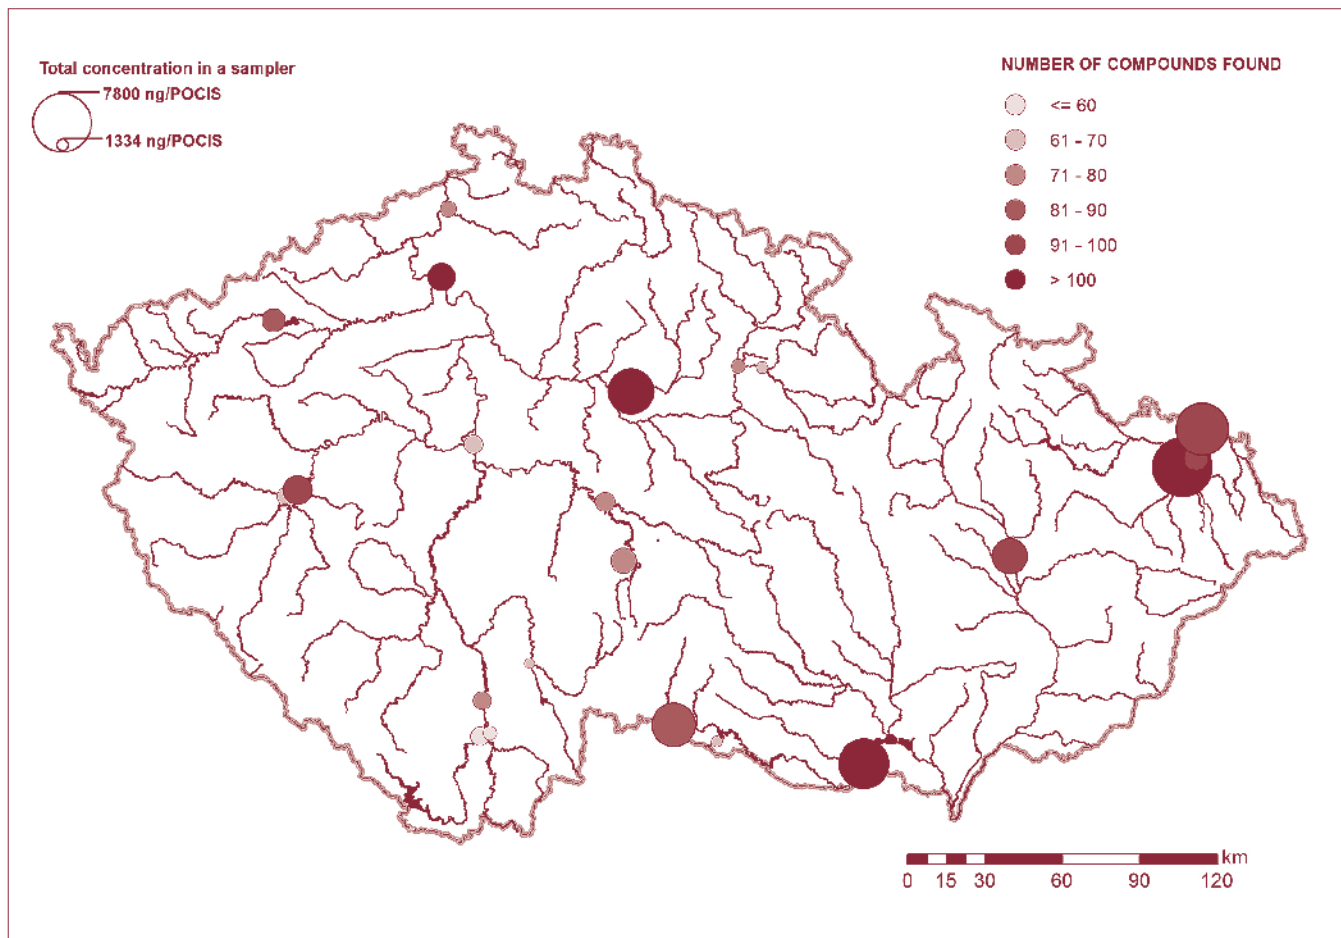 Total concentration in a sampler
7800 ng/POCIS
1334 ng/POCIS
NUMBER OF COMPOUNDS FOUND
<= 60
61 - 70
71 - 80
81 - 90
91 - 100
> 100
km
0 15 30 60 90 120